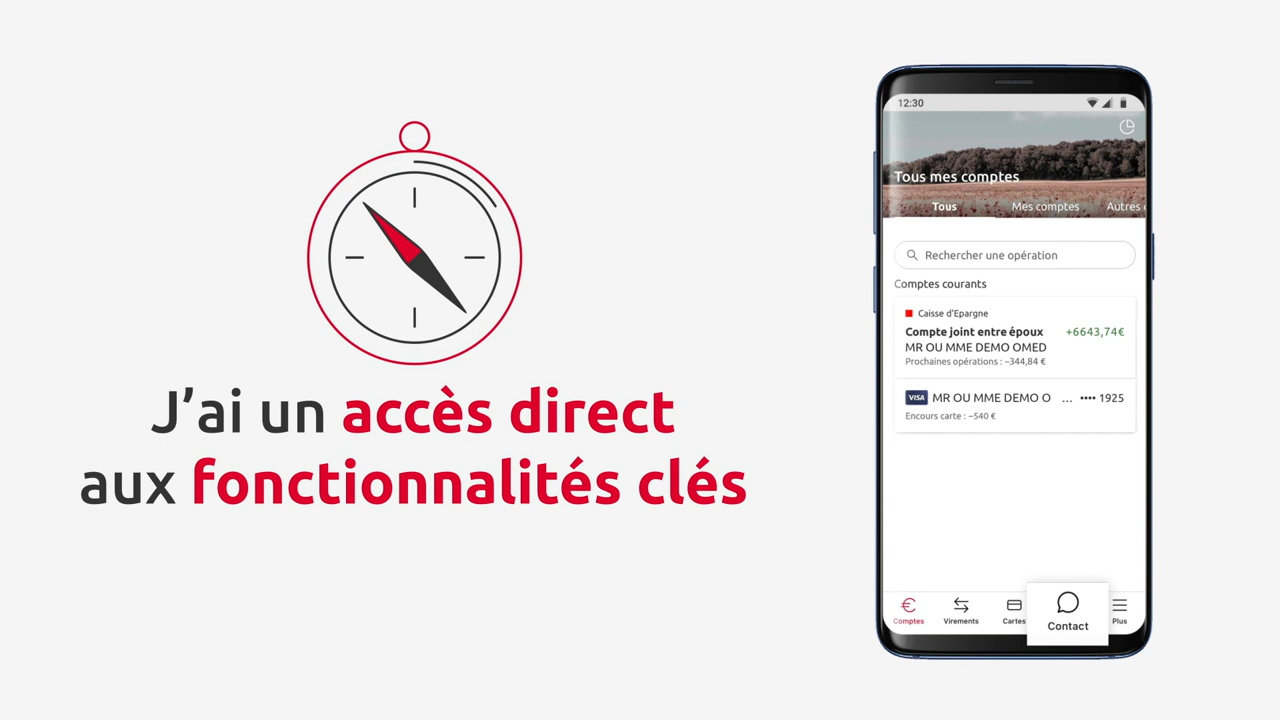 J’ai un accès direct
aux fonctionnalités clés
12:30
Tous mes comptes
Tous
Mes comptes
Autres
Rechercher une opération
Comptes courants
Caisse d'Epargne
Compte joint entre époux
+6643,74€
MR OU MME DEMO OMED
Prochaines opérations : −344,84 €
VISA
MR OU MME DEMO O ... •••• 1925
Encours carte : −540 €
Comptes
Virements
Cartes
Contact
Plus